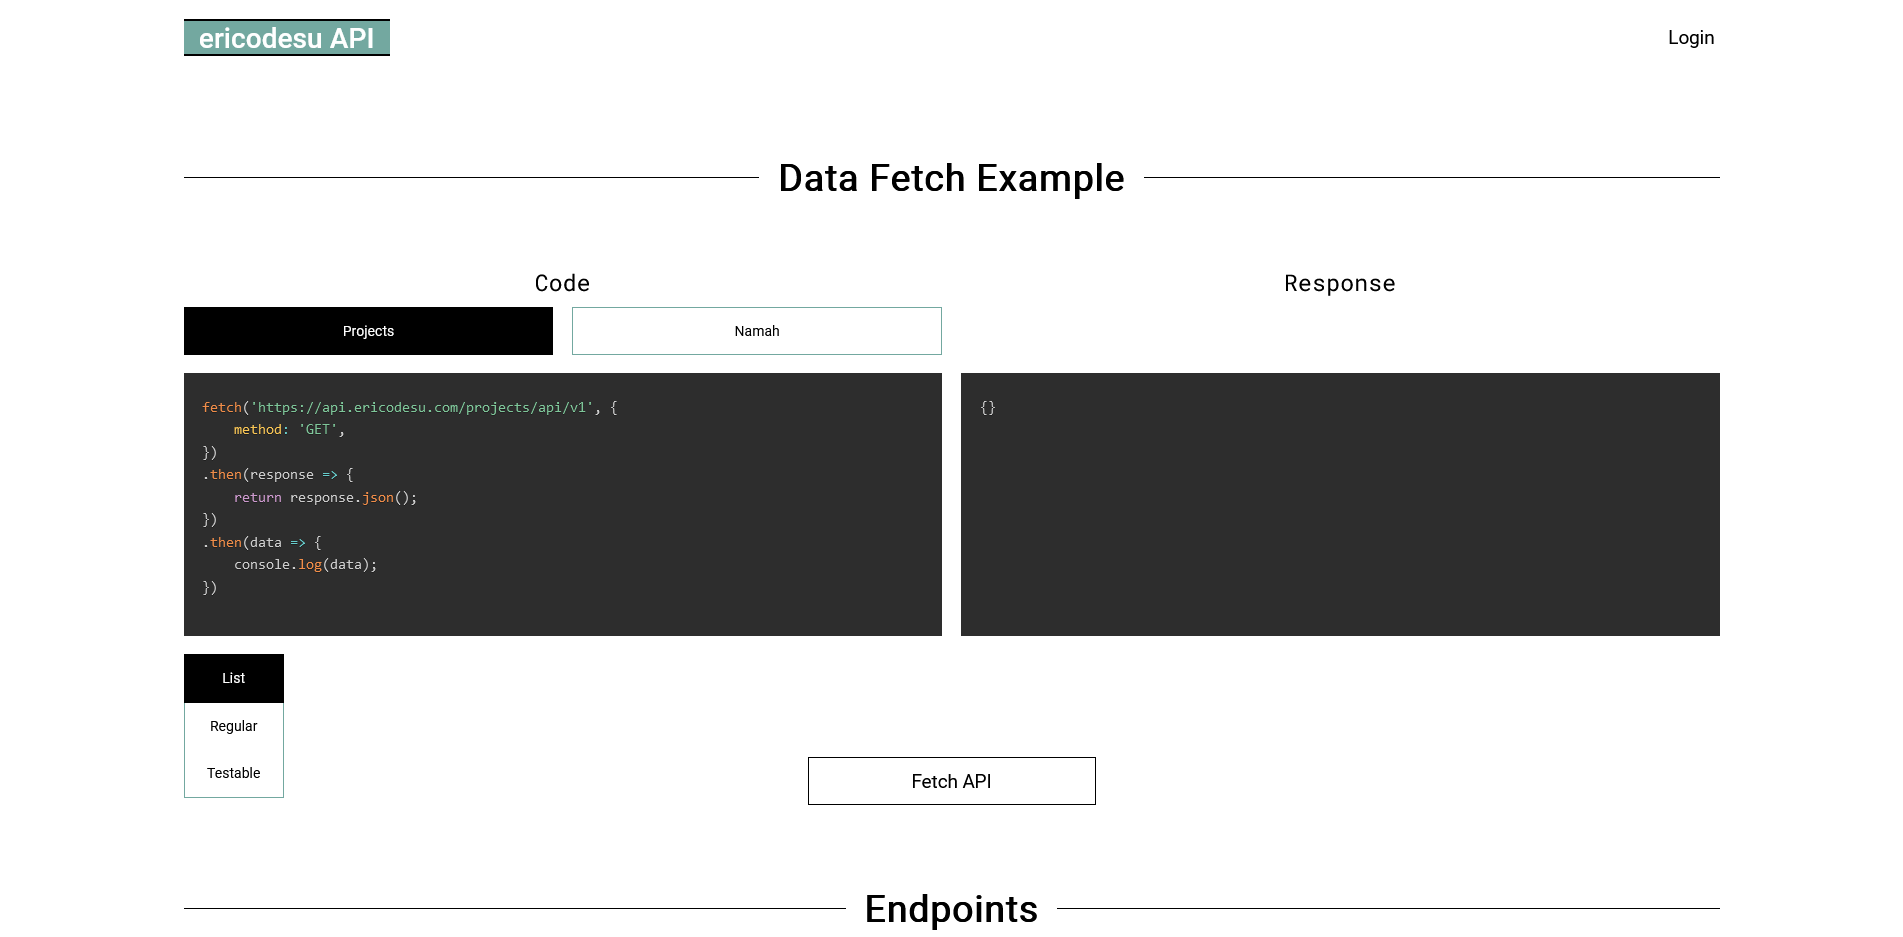 ericodesu API
Login
Data Fetch Example
Code
Response
Projects
Namah
fetch('https://api.ericodesu.com/projects/api/v1', {
    method: 'GET',
})
.then(response => {
    return response.json();
})
.then(data => {
    console.log(data);
})
{}
List
Regular
Testable
Fetch API
Endpoints